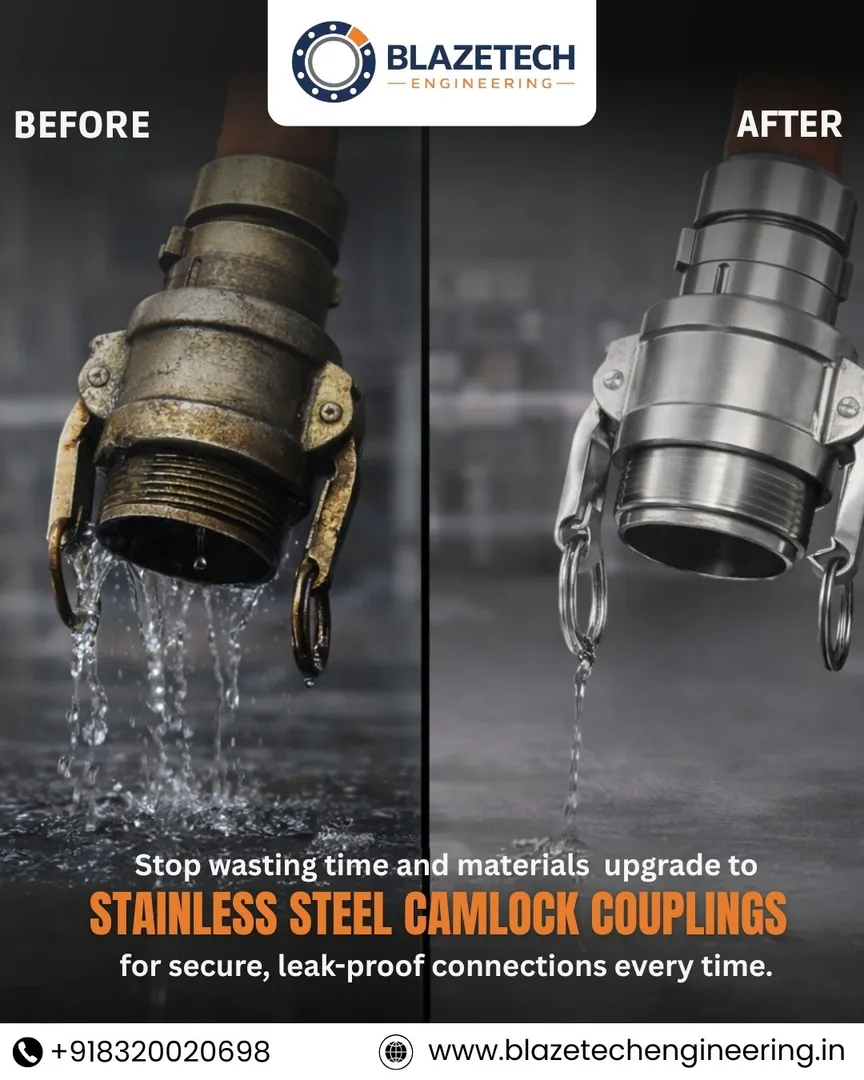 BLAZETECH
ENGINEERING
BEFORE
AFTER
Stop wasting time and materials upgrade to
STAINLESS STEEL CAMLOCK COUPLINGS
for secure, leak-proof connections every time.
+918320020698
www.blazetechengineering.in